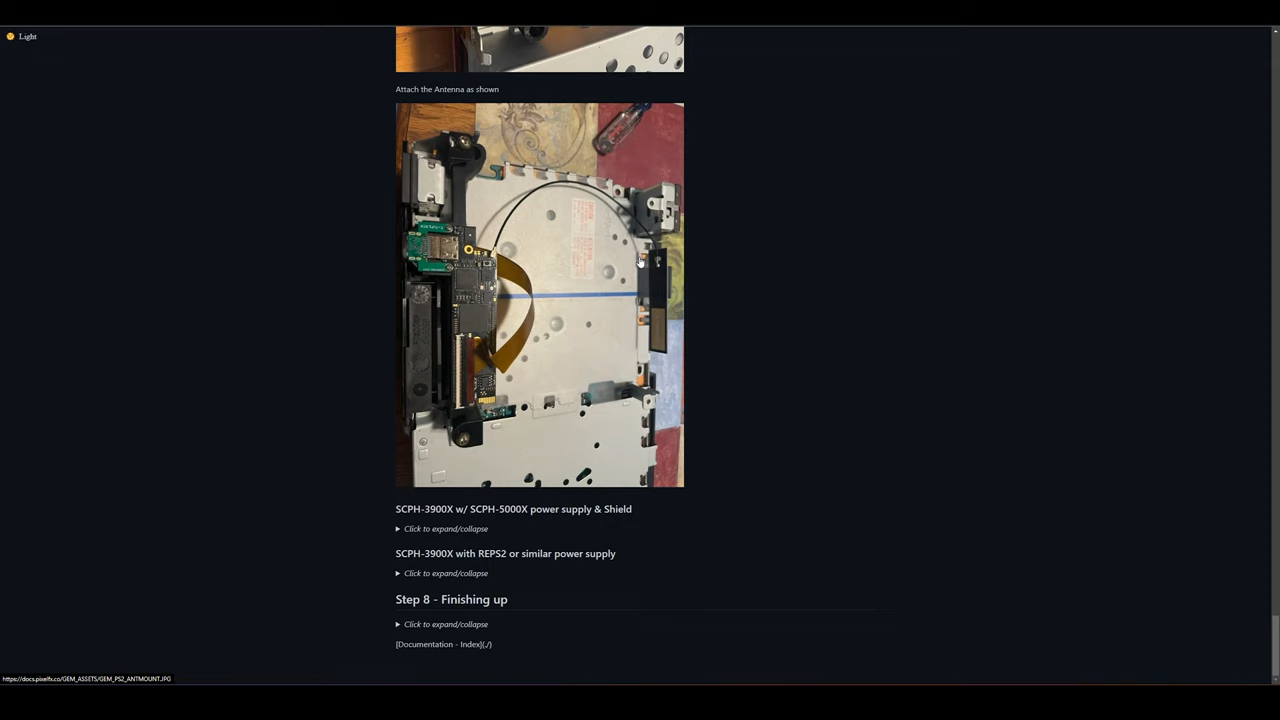 Light
Attach the Antenna as shown
SCPH-3900X w/ SCPH-5000X power supply & Shield
Click to expand/collapse
SCPH-3900X with REPS2 or similar power supply
Click to expand/collapse
Step 8 - Finishing up
Click to expand/collapse
[Documentation - Index](./)
https://docs.pixelfx.co/GEM_ASSETS/GEM_PS2_ANTMOUNT.JPG